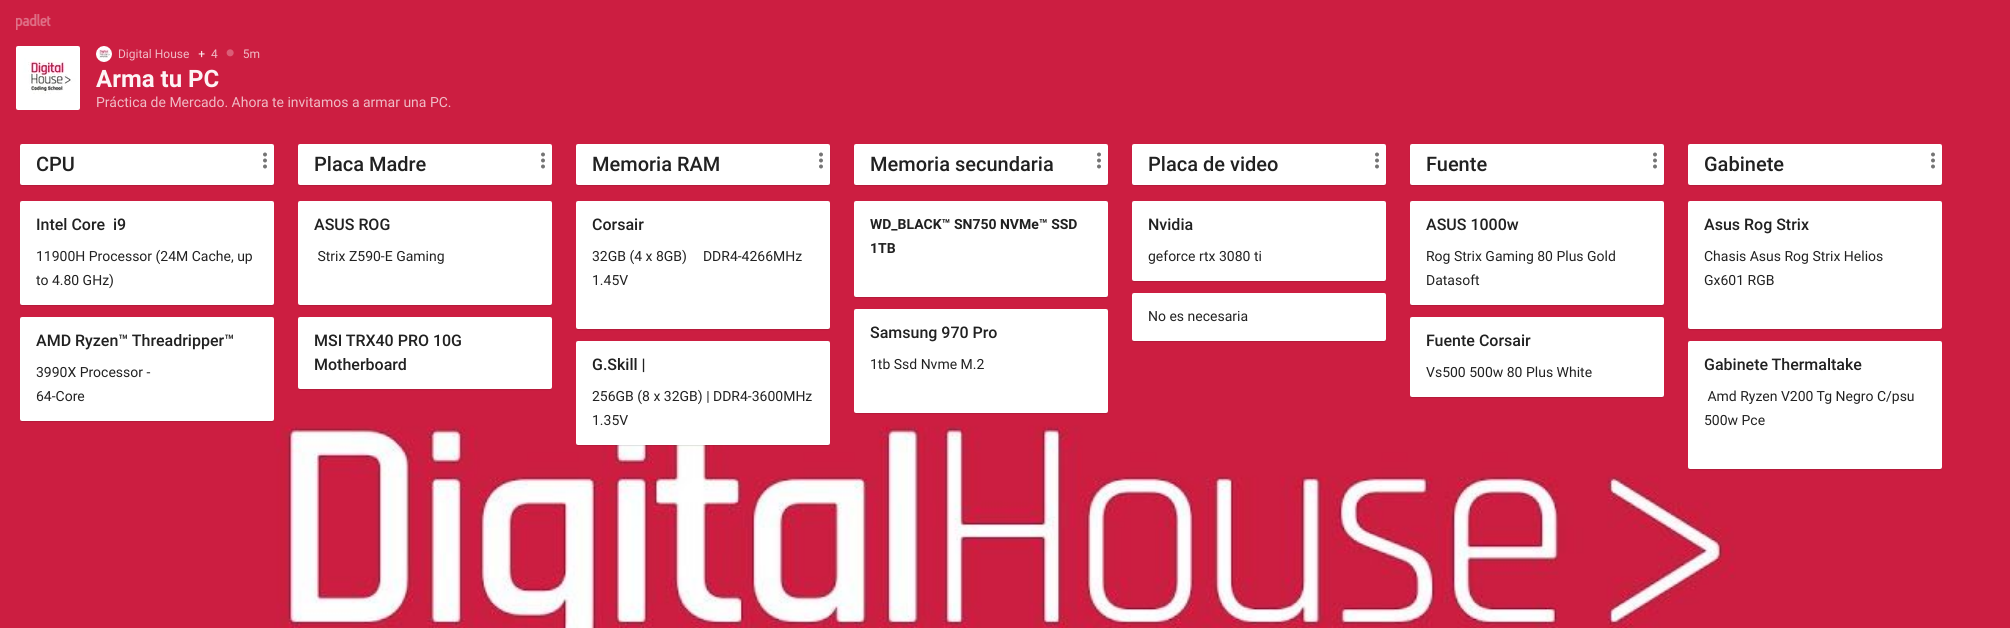 padlet
Digital
House>
Coding School
Digital House + 4 5m
Arma tu PC
Práctica de Mercado. Ahora te invitamos a armar una PC.
CPU
Intel Core i9
11900H Processor (24M Cache, up
to 4.80 GHz)
AMD Ryzen™ Threadripper™
3990X Processor -
64-Core
Placa Madre
ASUS ROG
Strix Z590-E Gaming
MSI TRX40 PRO 10G
Motherboard
Memoria RAM
Corsair
32GB (4 x 8GB) DDR4-4266MHz
1.45V
G.Skill |
256GB (8 x 32GB) | DDR4-3600MHz
1.35V
Memoria secundaria
WD_BLACK™ SN750 NVMe™ SSD
1TB
Samsung 970 Pro
1tb Ssd Nvme M.2
Placa de video
Nvidia
geforce rtx 3080 ti
No es necesaria
Fuente
ASUS 1000w
Rog Strix Gaming 80 Plus Gold
Datasoft
Fuente Corsair
Vs500 500w 80 Plus White
Gabinete
Asus Rog Strix
Chasis Asus Rog Strix Helios
Gx601 RGB
Gabinete Thermaltake
Amd Ryzen V200 Tg Negro C/psu
500w Pce
DigitalHouse>